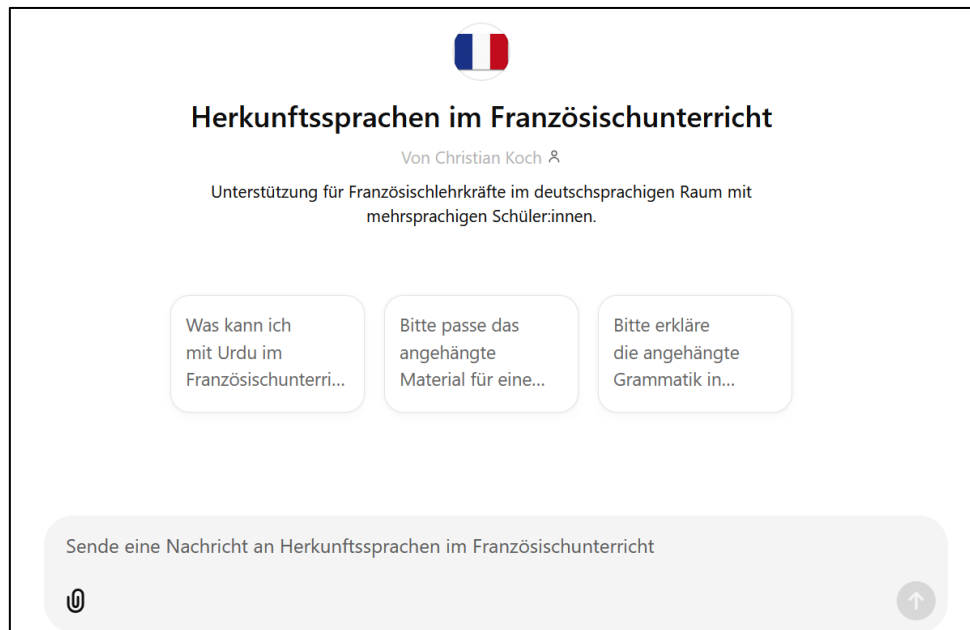 Herkunftssprachen im Französischunterricht
Von Christian Koch
Unterstützung für Französischlehrkräfte im deutschsprachigen Raum mit
mehrsprachigen Schüler:innen.
Was kann ich
mit Urdu im
Französischunterri...
Bitte passe das
angehängte
Material für eine...
Bitte erkläre
die angehängte
Grammatik in...
Sende eine Nachricht an Herkunftssprachen im Französischunterricht